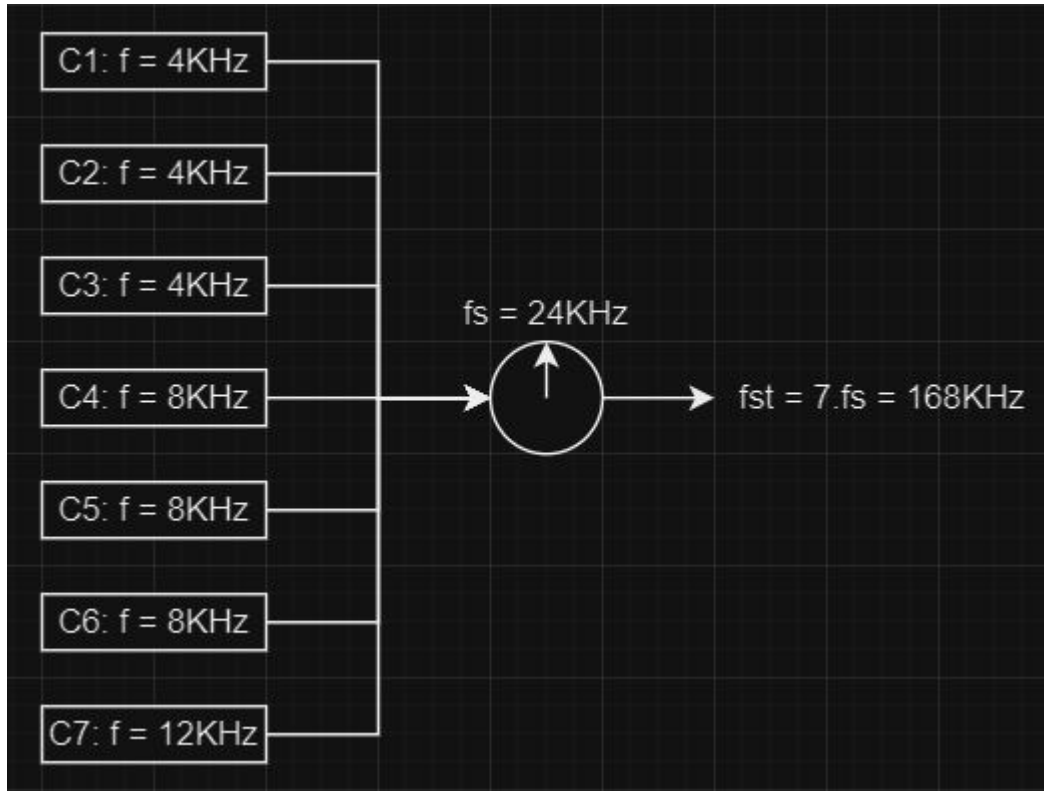 C1: f = 4KHz
C2: f = 4KHz
C3: f = 4KHz
fs = 24KHz
C4: f = 8KHz
fst = 7.fs = 168KHz
C5: f = 8KHz
C6: f = 8KHz
C7: f = 12KHz